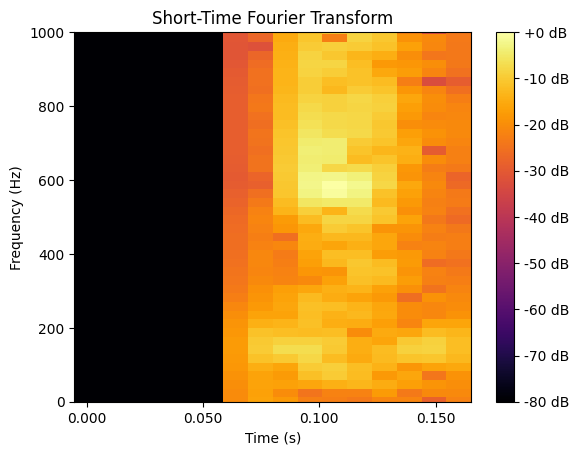 Short-Time Fourier Transform
Frequency (Hz)
1000
800
600
400
200
0
0.000
0.050
0.100
0.150
Time (s)
+0 dB
-10 dB
-20 dB
-30 dB
-40 dB
-50 dB
-60 dB
-70 dB
-80 dB